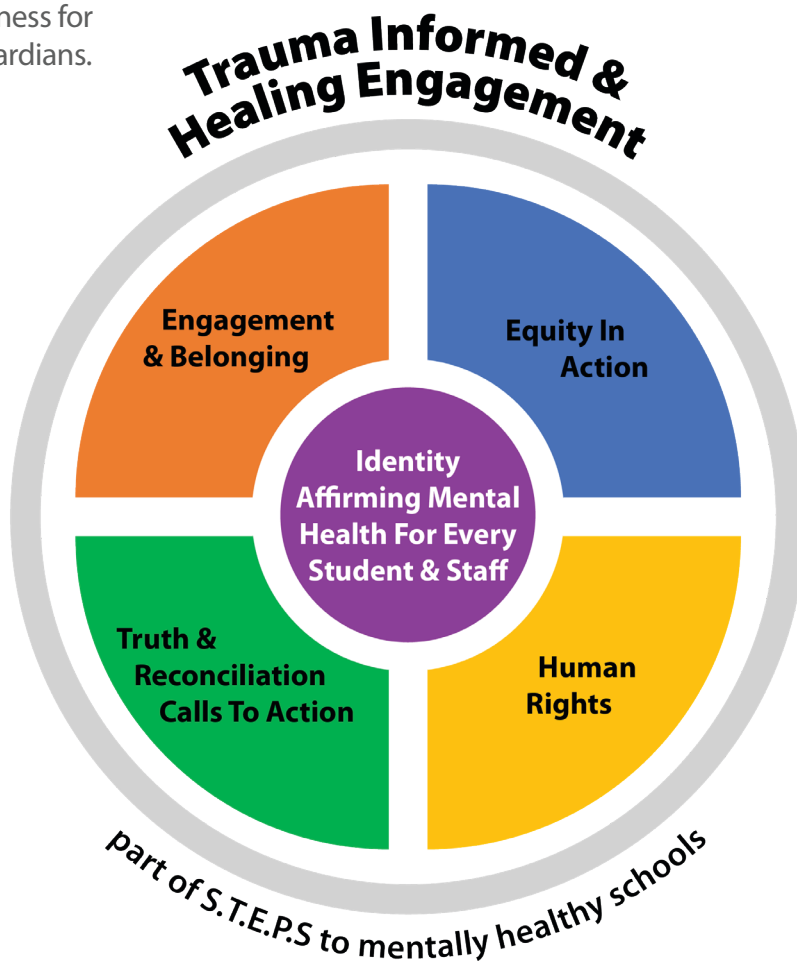 ness for
ardians.
Trauma Informed &
Healing Engagement
Engagement
& Belonging
Equity In
Action
Identity
Affirming Mental
Health For Every
Student & Staff
Truth &
Reconciliation
Calls To Action
Human
Rights
part of S.T.E.P.S to mentally healthy schools